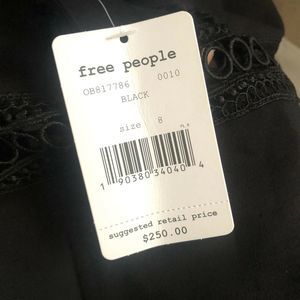 free people
OB817786 0010
BLACK
size 8
1 90380 34040 4
suggested retail price
$250.00